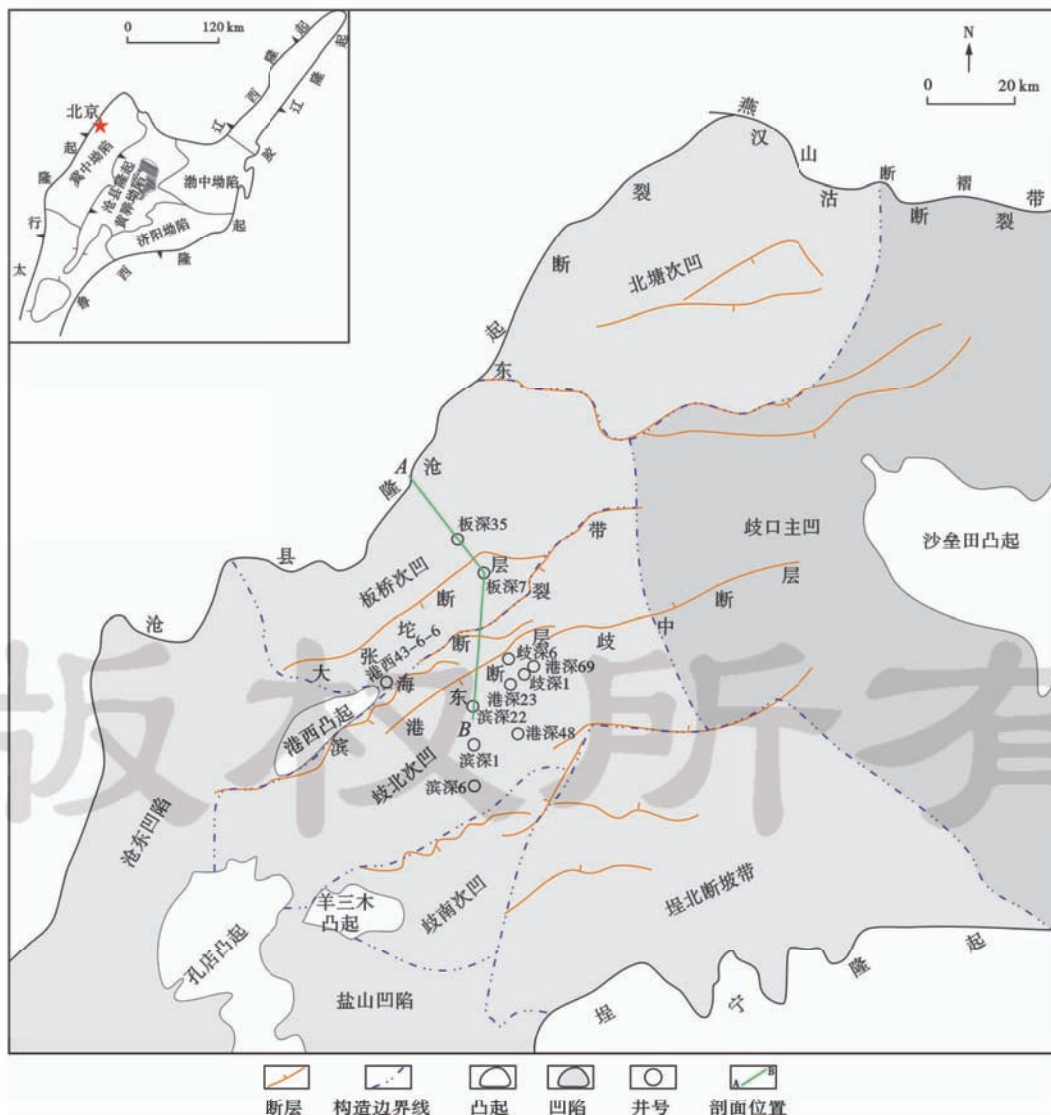 0 120 km
北京
太行隆起
冀中坳陷
沧县隆起
黄骅坳陷
渤中坳陷
济阳坳陷
鲁西隆起
辽西隆起
辽
胶
隆起
N
0 20 km
燕山褶带
汉沽断裂
断裂
北塘次凹
沧县隆起
沧东断裂
A
板深35
板深7
板桥次凹
歧口主凹
沙垒田凸起
大张坨断层
港西43-6-6
滨海断裂带
歧中断层
歧深6
港深69
歧深1
港深23
港东断层
滨深22
B
港深48
滨深1
滨深6
港西凸起
歧北次凹
沧东凹陷
羊三木
凸起
歧南次凹
埕北断坡带
孔店凸起
盐山凹陷
埕宁隆起
版权所有
断层 构造边界线 凸起 凹陷 井号 剖面位置
A B